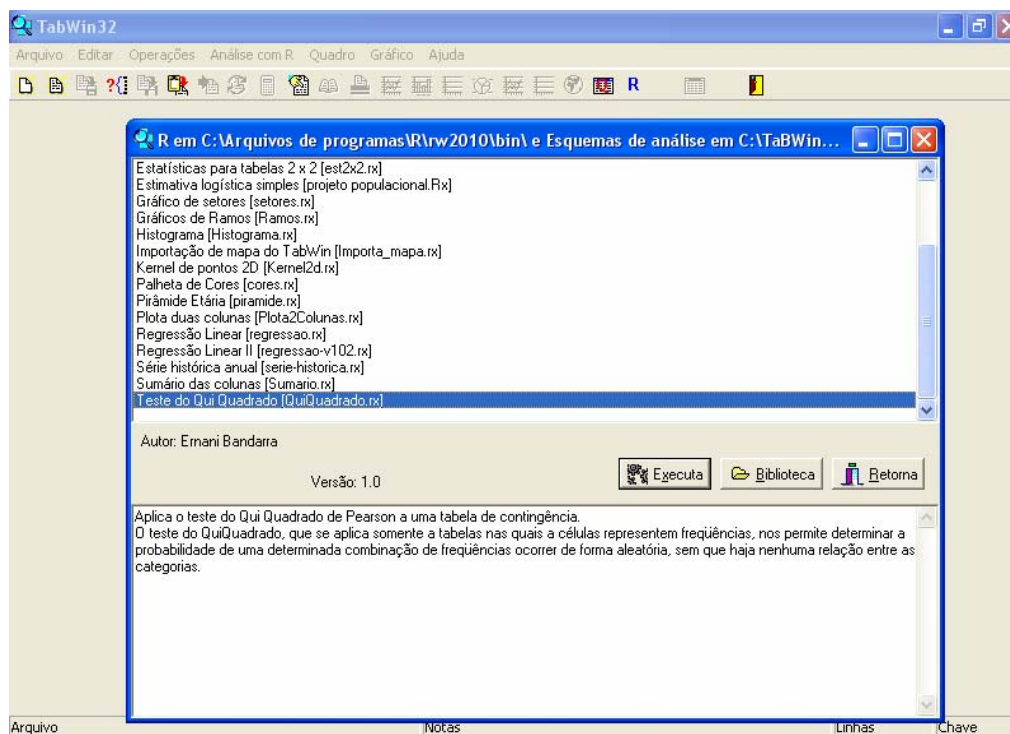 TabWin32
Arquivo Editar Operações Análise com R Quadro Gráfico Ajuda
R
R em C:\Arquivos de programas\R\rw2010\bin\ e Esquemas de análise em C:\TaBWin...
Estatísticas para tabelas 2 x 2 [est2x2.rx]
Estimativa logística simples [projeto populacional.Rx]
Gráfico de setores [setores.rx]
Gráficos de Ramos [Ramos.rx]
Histograma [Histograma.rx]
Importação de mapa do TabWin [Importa_mapa.rx]
Kernel de pontos 2D [Kernel2d.rx]
Palheta de Cores [cores.rx]
Pirâmide Etária [piramide.rx]
Plota duas colunas [Plota2Colunas.rx]
Regressão Linear [regressao.rx]
Regressão Linear II [regressao-v102.rx]
Série histórica anual [serie-historica.rx]
Sumário das colunas [Sumario.rx]
Teste do Qui Quadrado [QuiQuadrado.rx]
Autor: Ernani Bandarra
Versão: 1.0
Executa Biblioteca Retorna
Aplica o teste do Qui Quadrado de Pearson a uma tabela de contingência.
O teste do QuiQuadrado, que se aplica somente a tabelas nas quais a células representem freqüências, nos permite determinar a
probabilidade de uma determinada combinação de freqüências ocorrer de forma aleatória, sem que haja nenhuma relação entre as
categorias.
Arquivo Notas Linhas Chave